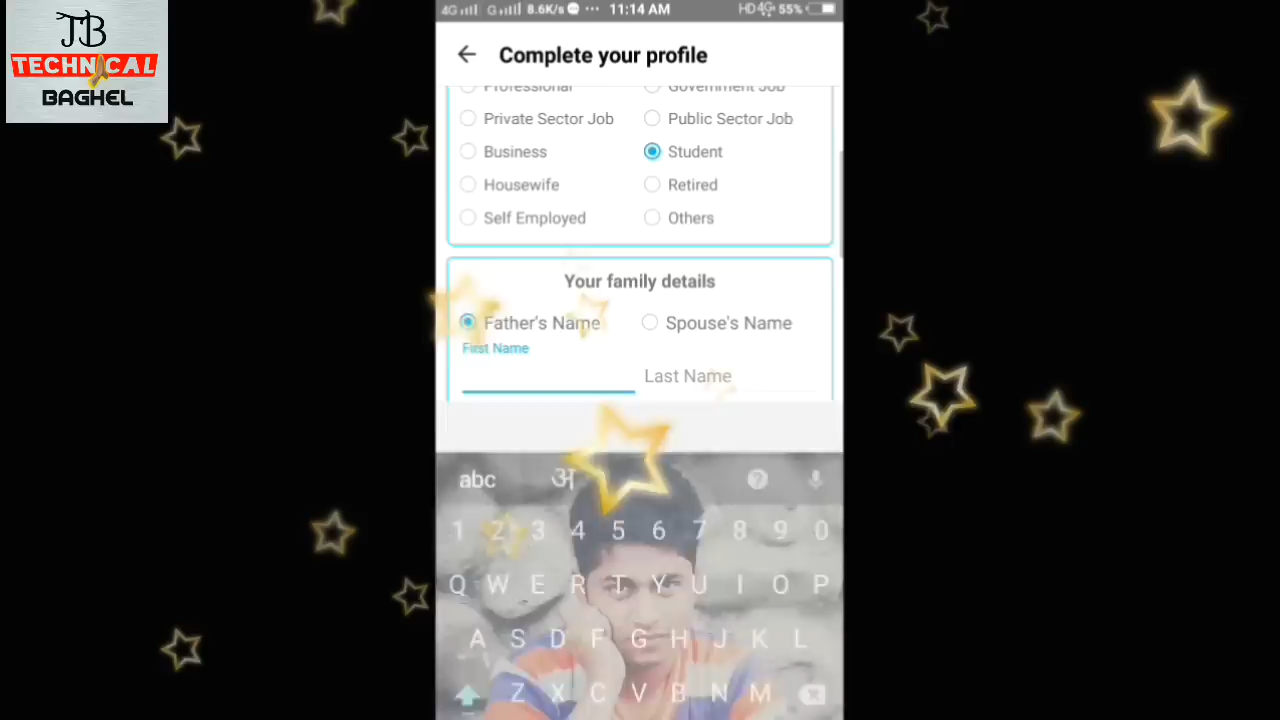 JB
TECHNICAL
BAGHEL
4G G 8.6K/s ... 11:14 AM HD 4G 55%
Complete your profile
Professional Government Job
Private Sector Job Public Sector Job
Business Student
Housewife Retired
Self Employed Others
Your family details
Father's Name Spouse's Name
First Name
Last Name
abc अ
1 2 3 4 5 6 7 8 9 0
Q W E R T Y U I O P
A S D F G H J K L
Z X C V B N M